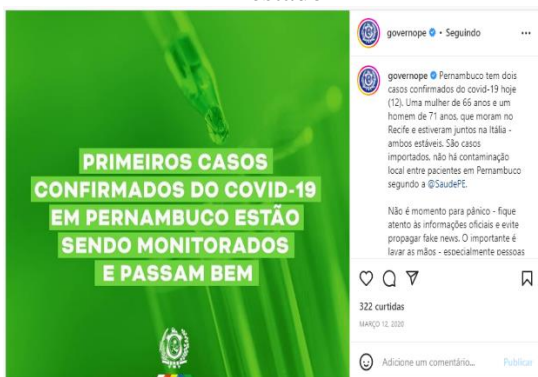 PRIMEIROS CASOS
CONFIRMADOS DO COVID-19
EM PERNAMBUCO ESTÃO
SENDO MONITORADOS
E PASSAM BEM
governope • Seguindo
governope Pernambuco tem dois
casos confirmados do covid-19 hoje
(12). Uma mulher de 66 anos e um
homem de 71 anos, que moram no
Recife e estiveram juntos na Itália -
ambos estáveis. São casos
importados, não há contaminação
local entre pacientes em Pernambuco
segundo a @SaudePE.
Não é momento para pânico - fique
atento às informações oficiais e evite
propagar fake news. O importante é
lavar as mãos - especialmente pessoas
322 curtidas
MARÇO 12, 2020
Adicione um comentário... Publicar